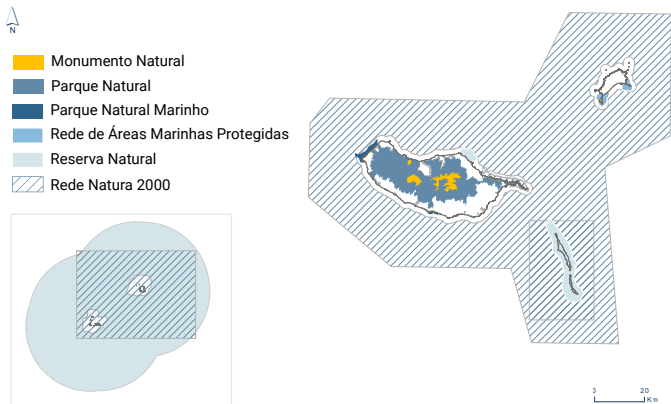 N
Monumento Natural
Parque Natural
Parque Natural Marinho
Rede de Áreas Marinhas Protegidas
Reserva Natural
Rede Natura 2000
0 20
Km